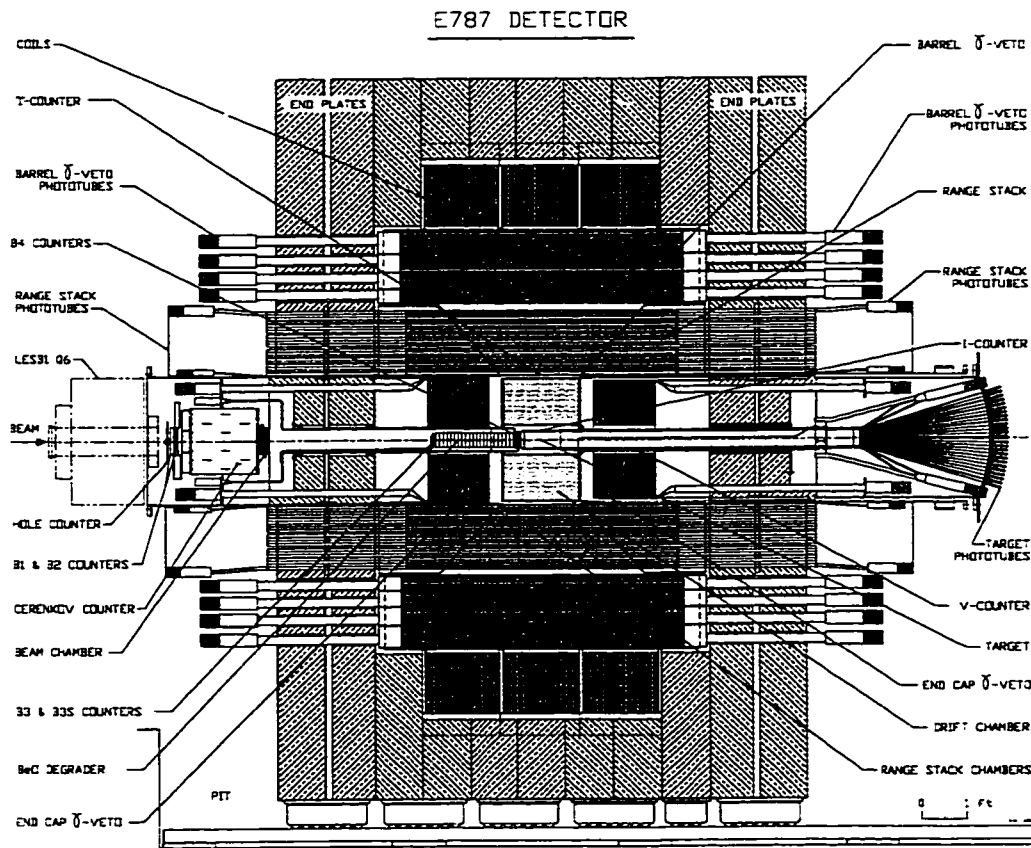 E787 DETECTOR
COILS
T-COUNTER
BARREL ɣ-VETO
PHOTOTUBES
B4 COUNTERS
RANGE STACK
PHOTOTUBES
LESB1 Q6
BEAM
HOLE COUNTER
B1 & B2 COUNTERS
CERENKOV COUNTER
BEAM CHAMBER
B3 & B3S COUNTERS
BeO DEGRADER
END CAP ɣ-VETO
PIT
END PLATES
END PLATES
BARREL ɣ-VETO
BARREL ɣ-VETO
PHOTOTUBES
RANGE STACK
RANGE STACK
PHOTOTUBES
I-COUNTER
TARGET
PHOTOTUBES
V-COUNTER
TARGET
END CAP ɣ-VETO
DRIFT CHAMBER
RANGE STACK CHAMBERS
0 1 Ft